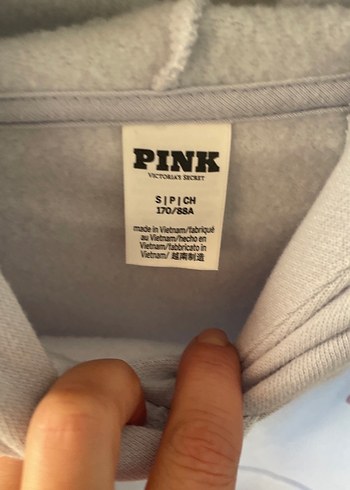 PINK
VICTORIA'S SECRET
S | P | CH
170/88A
made in Vietnam/fabriqué
au Vietnam/hecho en
Vietnam/fabbricato in
Vietnam/ 越南制造